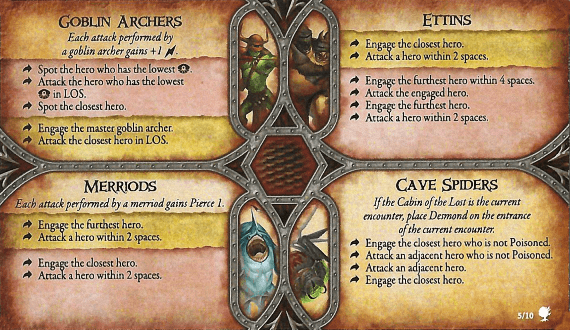 GOBLIN ARCHERS
Each attack performed by
a goblin archer gains +1 .
Spot the hero who has the lowest .
Attack the hero who has the lowest
in LOS.
Spot the closest hero.
Engage the master goblin archer.
Attack the closest hero in LOS.
ETTINS
Engage the closest hero.
Attack a hero within 2 spaces.
Engage the furthest hero within 4 spaces.
Attack the engaged hero.
Engage the furthest hero.
Attack a hero within 2 spaces.
MERRIODS
Each attack performed by a merriod gains Pierce 1.
Engage the furthest hero.
Attack a hero within 2 spaces.
Engage the closest hero.
Attack a hero within 2 spaces.
CAVE SPIDERS
If the Cabin of the Lost is the current
encounter, place Desmond on the entrance
of the current encounter.
Engage the closest hero who is not Poisoned.
Attack an adjacent hero who is not Poisoned.
Attack an adjacent hero.
Engage the closest hero.
5/10